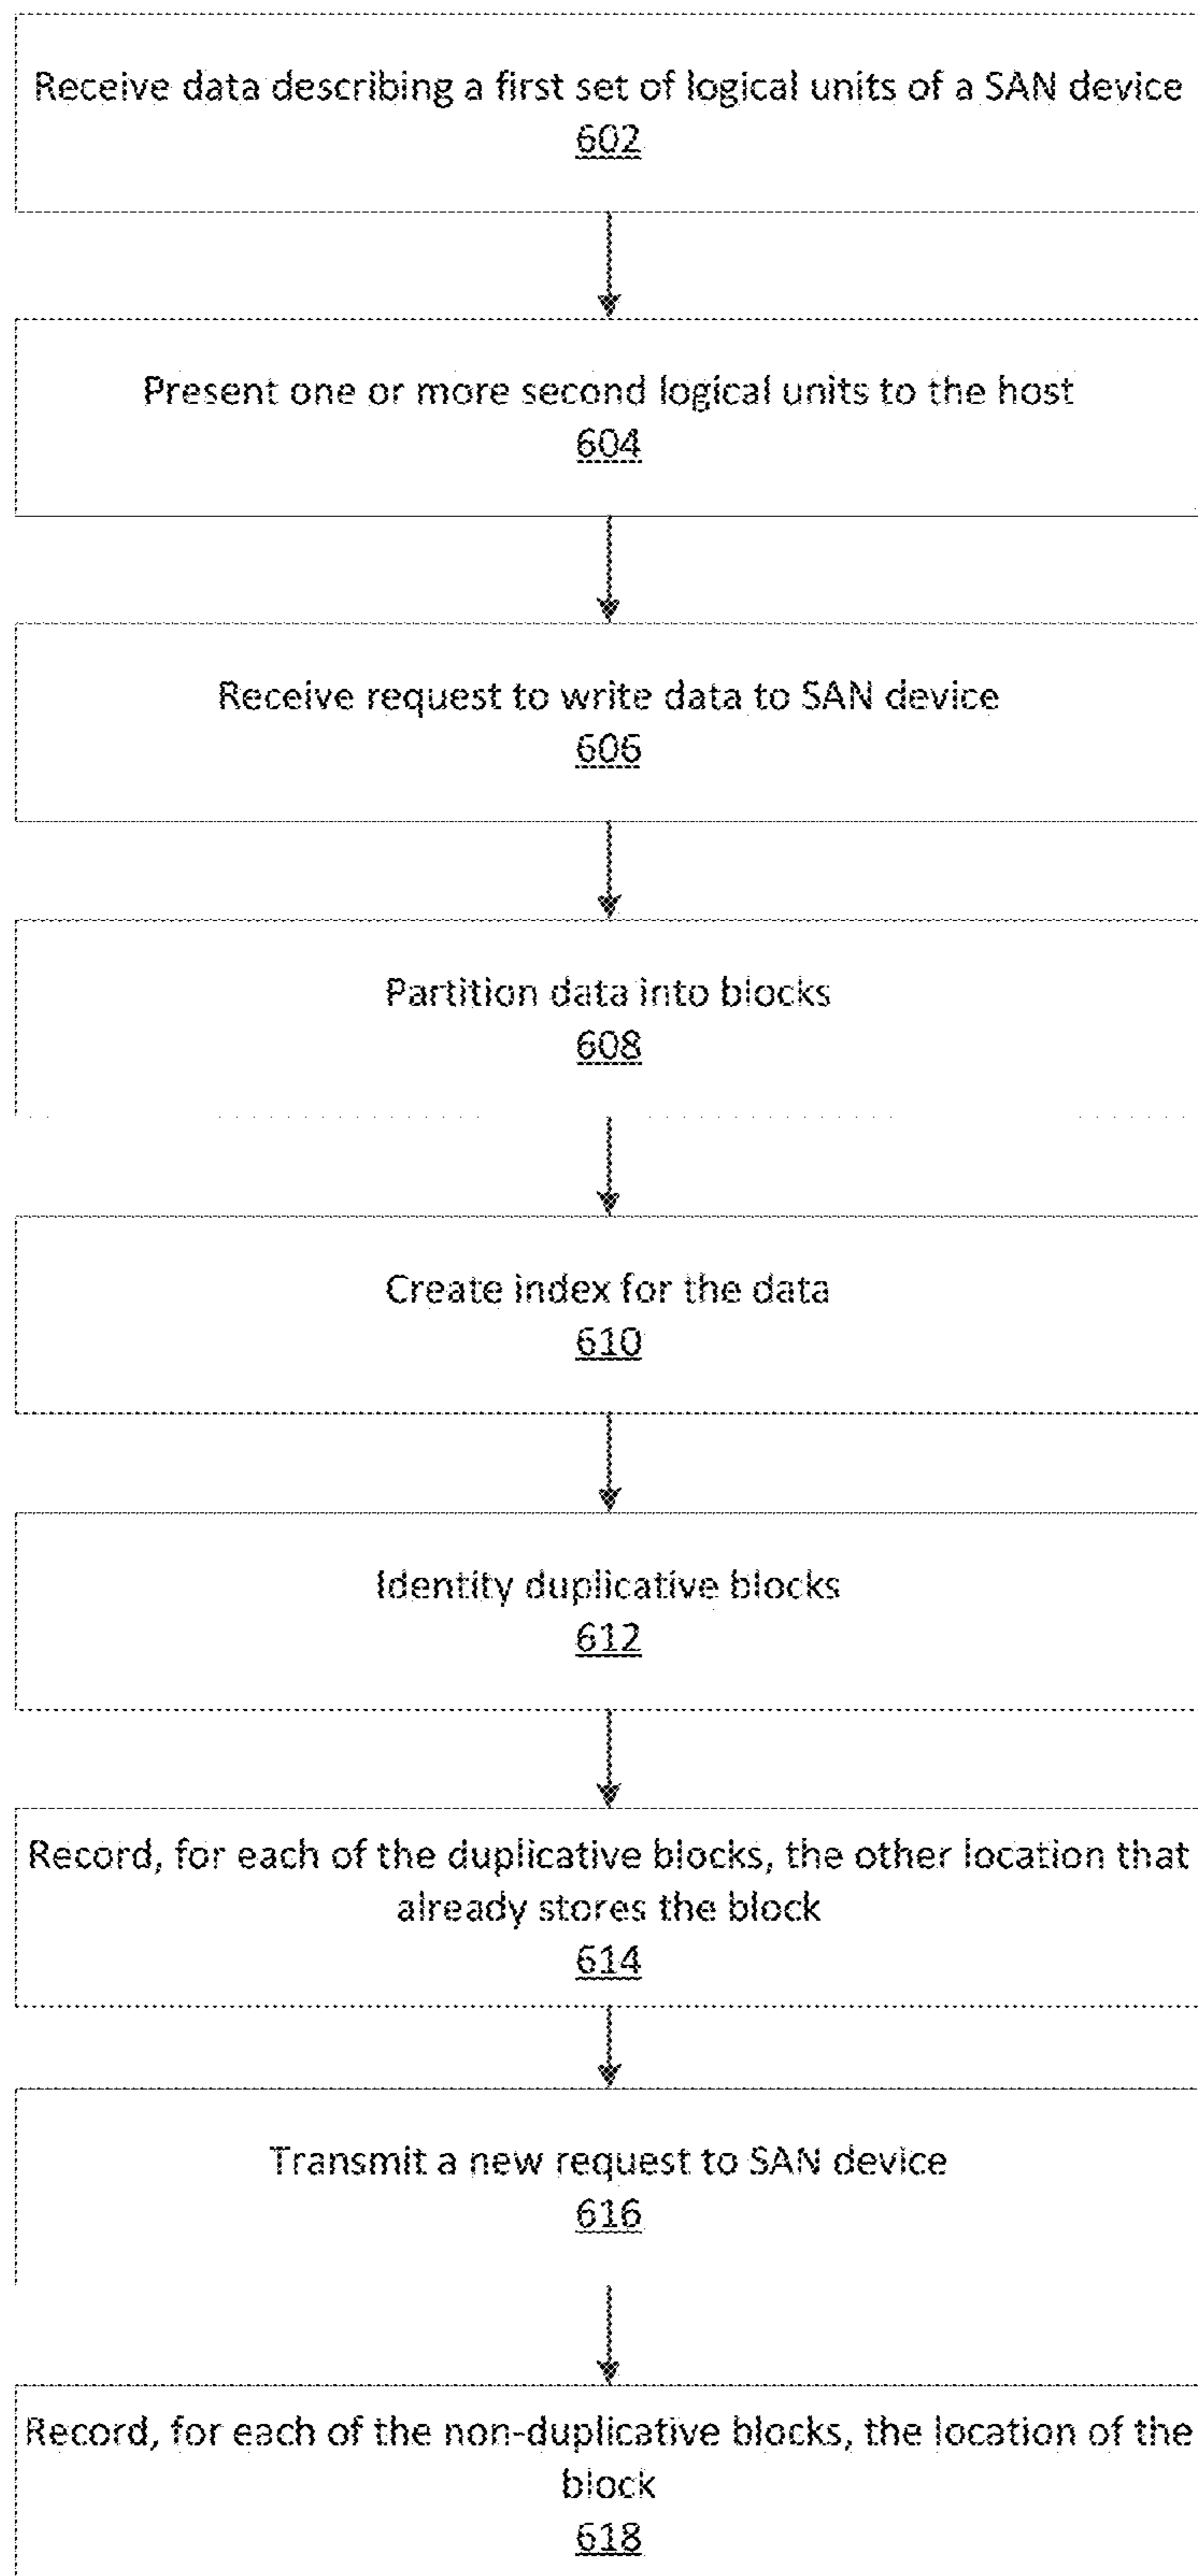 Receive data describing a first set of logical units of a SAN device
602
Present one or more second logical units to the host
604
Receive request to write data to SAN device
606
Partition data into blocks
608
Create index for the data
610
Identity duplicative blocks
612
Record, for each of the duplicative blocks, the other location that
already stores the block
614
Transmit a new request to SAN device
616
Record, for each of the non-duplicative blocks, the location of the
block
618